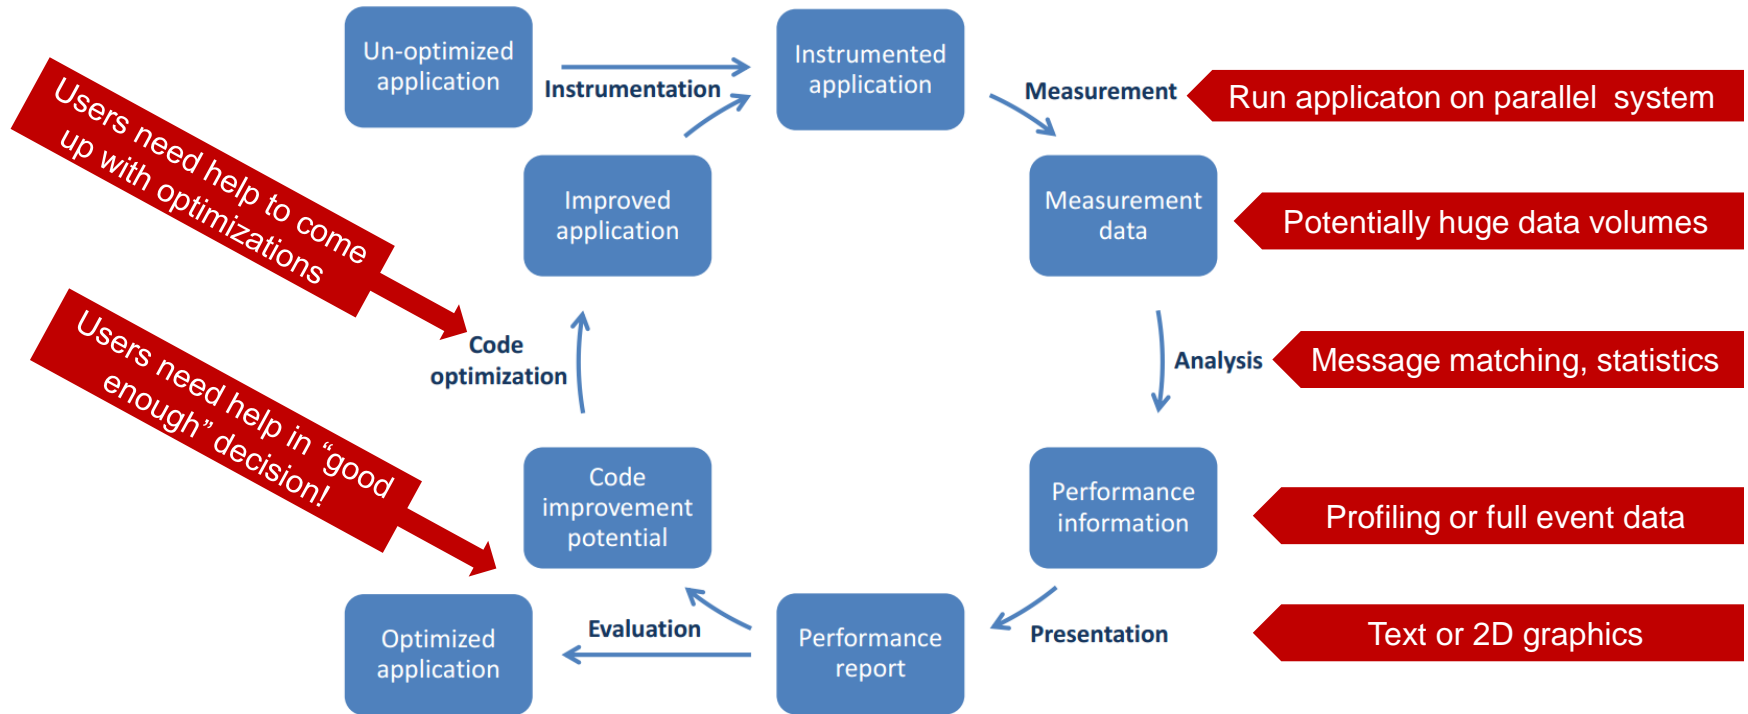 Un-optimized
application
Instrumentation
Instrumented
application
Measurement
Run applicaton on parallel  system
Users need help to come
up with optimizations
Improved
application
Measurement
data
Potentially huge data volumes
Code
optimization
Analysis
Message matching, statistics
Users need help in “good
enough” decision!
Code
improvement
potential
Performance
information
Profiling or full event data
Optimized
application
Evaluation
Performance
report
Presentation
Text or 2D graphics